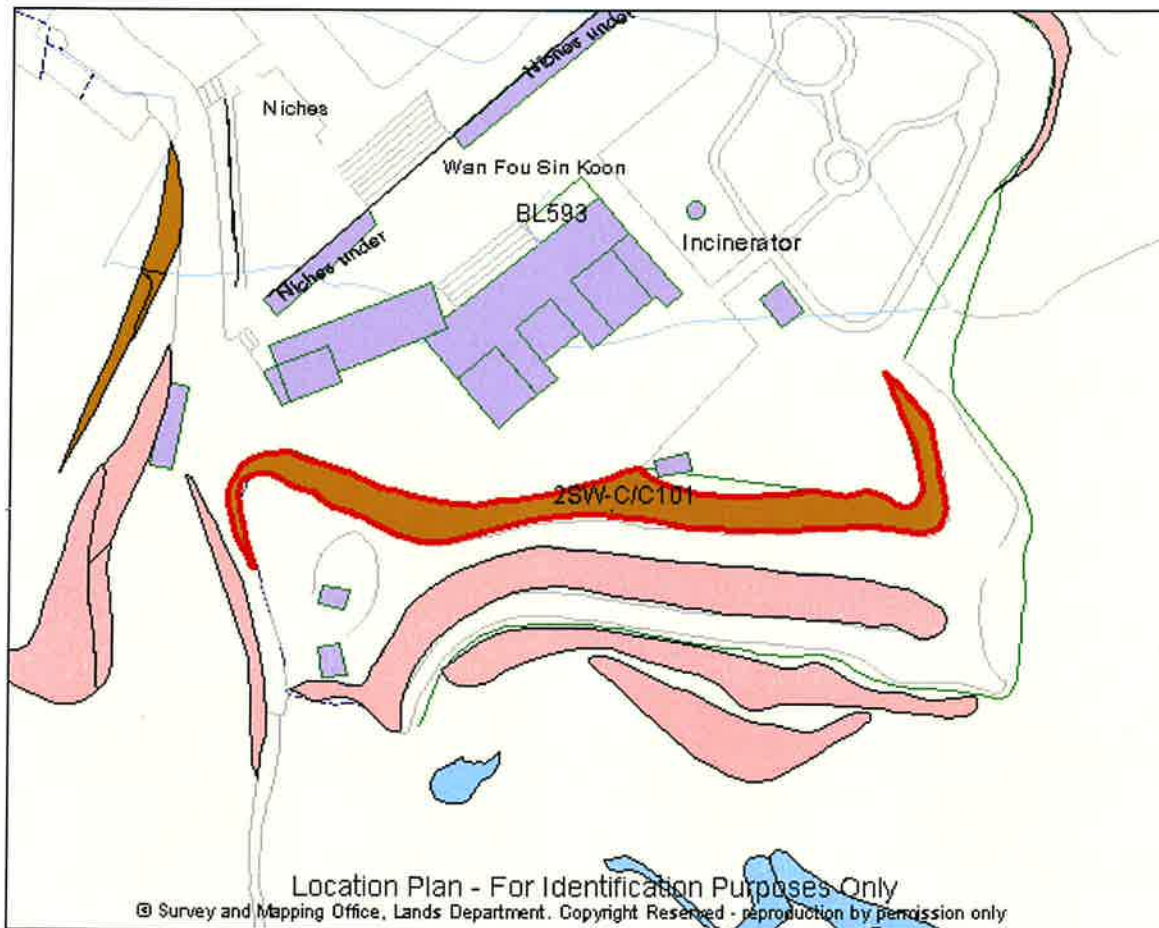 Niches under
Niches
Wan Fou Sin Koon
BL593
Incinerator
Niches under
2SW-C/C101
Location Plan - For Identification Purposes Only
© Survey and Mapping Office, Lands Department. Copyright Reserved - reproduction by permission only